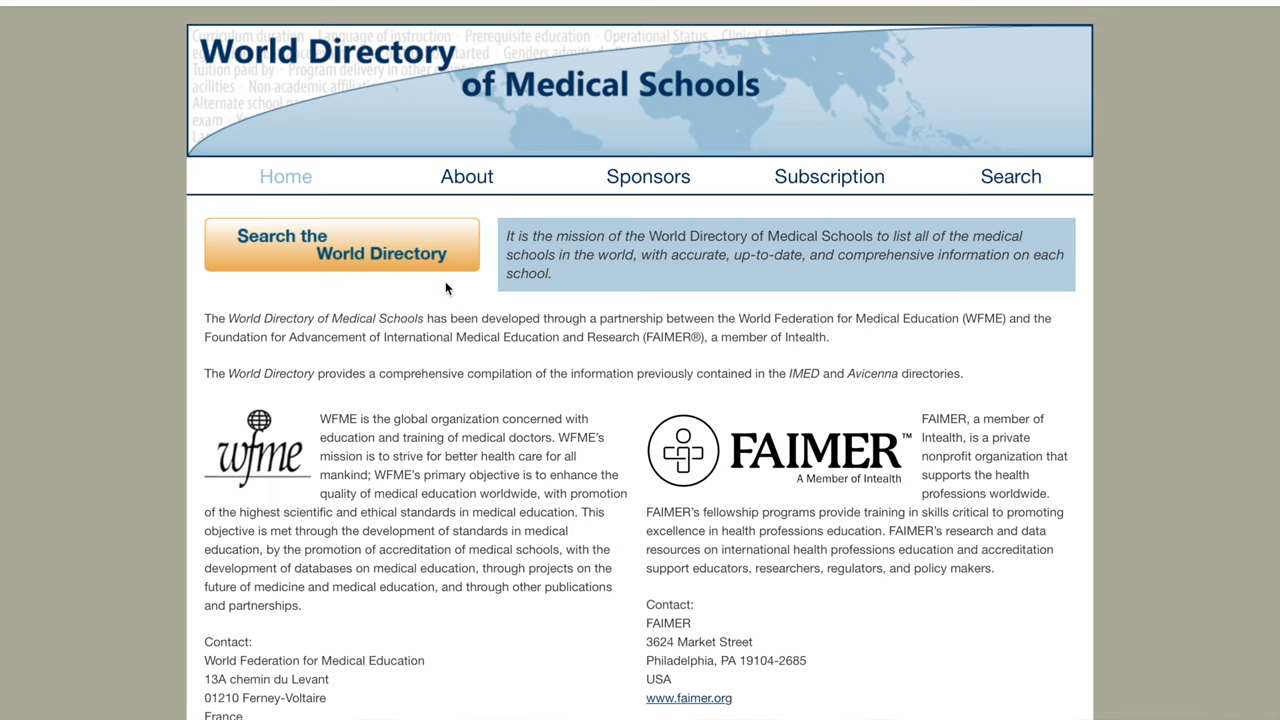 World Directory
of Medical Schools
Home
About
Sponsors
Subscription
Search
Search the
World Directory
It is the mission of the World Directory of Medical Schools to list all of the medical
schools in the world, with accurate, up-to-date, and comprehensive information on each
school.
The World Directory of Medical Schools has been developed through a partnership between the World Federation for Medical Education (WFME) and the
Foundation for Advancement of International Medical Education and Research (FAIMER®), a member of Intealth.
The World Directory provides a comprehensive compilation of the information previously contained in the IMED and Avicenna directories.
wfme
WFME is the global organization concerned with
education and training of medical doctors. WFME's
mission is to strive for better health care for all
mankind; WFME's primary objective is to enhance the
quality of medical education worldwide, with promotion
of the highest scientific and ethical standards in medical education. This
objective is met through the development of standards in medical
education, by the promotion of accreditation of medical schools, with the
development of databases on medical education, through projects on the
future of medicine and medical education, and through other publications
and partnerships.
Contact:
World Federation for Medical Education
13A chemin du Levant
01210 Ferney-Voltaire
France
FAIMER™
A Member of Intealth
FAIMER, a member of
Intealth, is a private
nonprofit organization that
supports the health
professions worldwide.
FAIMER's fellowship programs provide training in skills critical to promoting
excellence in health professions education. FAIMER's research and data
resources on international health professions education and accreditation
support educators, researchers, regulators, and policy makers.
Contact:
FAIMER
3624 Market Street
Philadelphia, PA 19104-2685
USA
www.faimer.org